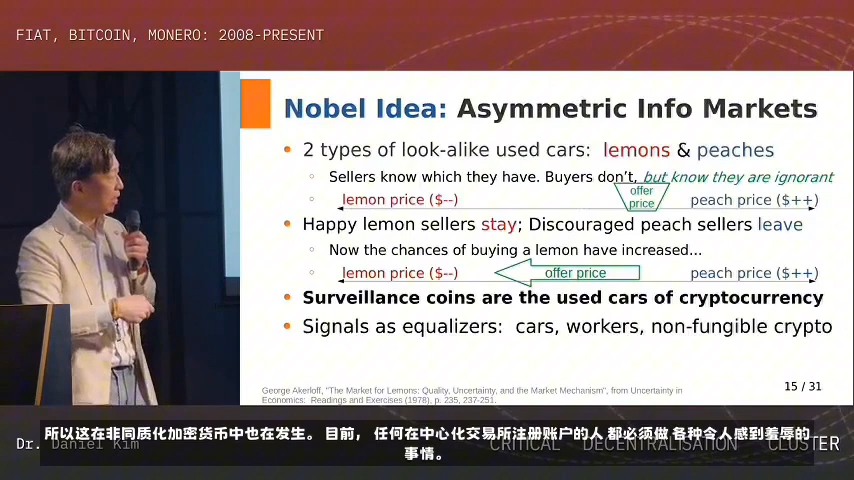 FIAT, BITCOIN, MONERO: 2008-PRESENT
Nobel Idea: Asymmetric Info Markets
2 types of look-alike used cars: lemons & peaches
Sellers know which they have. Buyers don't, but know they are ignorant
lemon price ($--)
offer
price
peach price ($++)
Happy lemon sellers stay; Discouraged peach sellers leave
Now the chances of buying a lemon have increased...
lemon price ($--)
offer price
peach price ($++)
Surveillance coins are the used cars of cryptocurrency
Signals as equalizers: cars, workers, non-fungible crypto
George Akerloff, "The Market for Lemons: Quality, Uncertainty, and the Market Mechanism", from Uncertainty in
Economics: Readings and Exercises (1978), p. 235, 237-251.
15 / 31
所以这在非同质化加密货币中也在发生。目前， 任何在中心化交易所注册账户的人 都必须做 各种令人感到羞辱的
事情。
Dr. Daniel Kim
CRITICAL DECENTRALISATION CLUSTER